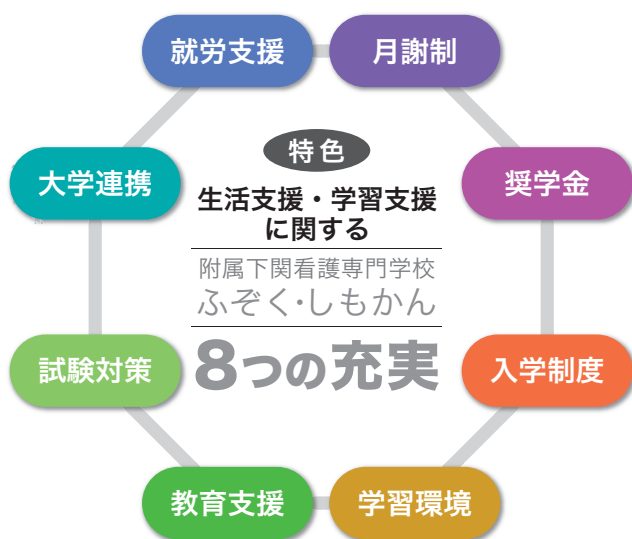 就労支援
月謝制
特色
大学連携
奨学金
生活支援・学習支援
に関する
附属下関看護専門学校
ふぞく・しもかん
8つの充実
試験対策
入学制度
教育支援
学習環境